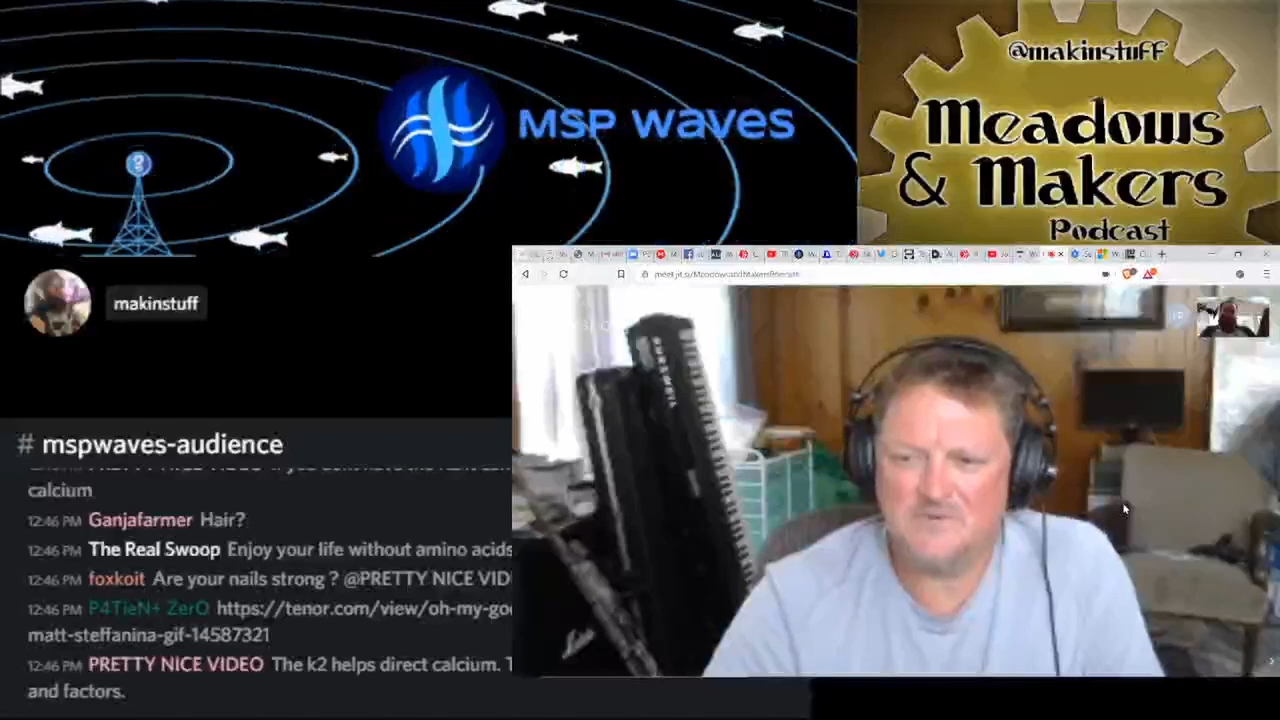 MSP WAVES
@makinstuff
Meadows
& Makers
Podcast
makinstuff
# mspwaves-audience
calcium
12:46 PM Ganjafarmer Hair?
12:46 PM The Real Swoop Enjoy your life without amino acids
12:46 PM foxkoit Are your nails strong ? @PRETTY NICE VID
12:46 PM P4TieN+ ZerO https://tenor.com/view/oh-my-go
matt-steffanina-gif-14587321
12:46 PM PRETTY NICE VIDEO The k2 helps direct calcium. T
and factors.